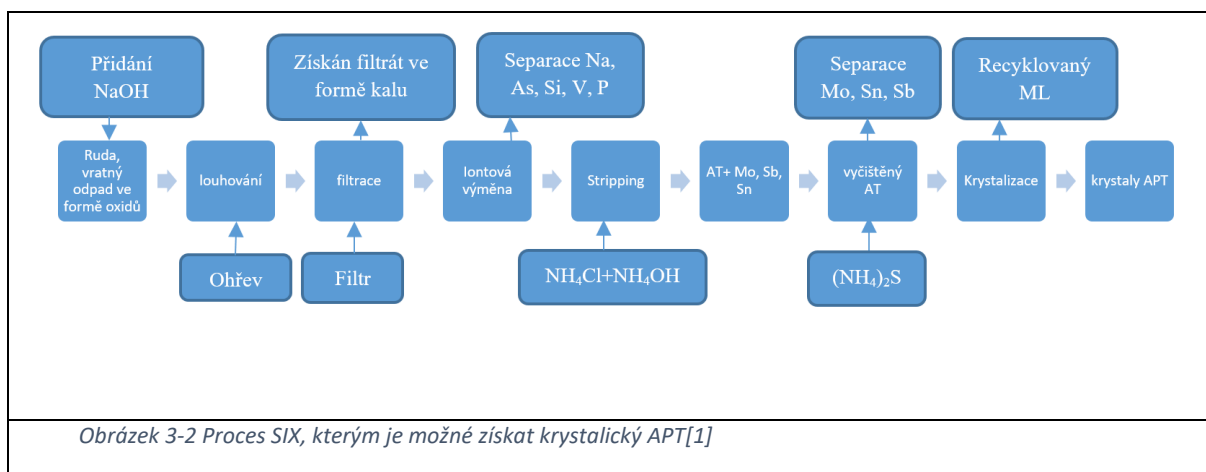 Přidání
NaOH
Získán filtrát ve
formě kalu
Separace Na,
As, Si, V, P
Separace
Mo, Sn, Sb
Recyklovaný
ML
Ruda,
vratný
odpad ve
formě oxidů
louhování
filtrace
Iontová
výměna
Stripping
AT+ Mo, Sb,
Sn
vyčištěný
AT
Krystalizace
krystaly APT
Ohřev
Filtr
NH₄Cl+NH₄OH
(NH₄)₂S
Obrázek 3-2 Proces SIX, kterým je možné získat krystalický APT[1]